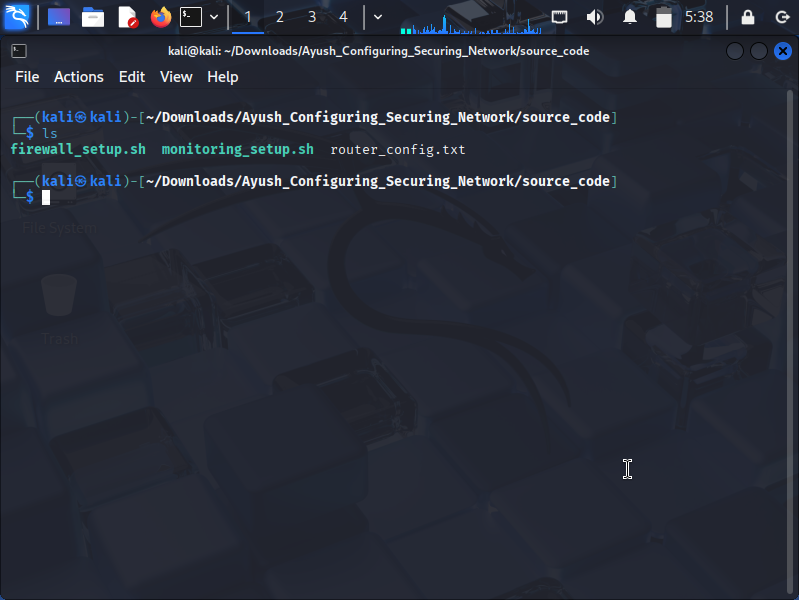 1 2 3 4 5:38
kali@kali: ~/Downloads/Ayush_Configuring_Securing_Network/source_code
File Actions Edit View Help
┌──(kali㉿kali)-[~/Downloads/Ayush_Configuring_Securing_Network/source_code]
└─$ ls
firewall_setup.sh monitoring_setup.sh router_config.txt
┌──(kali㉿kali)-[~/Downloads/Ayush_Configuring_Securing_Network/source_code]
└─$
File System
Trash